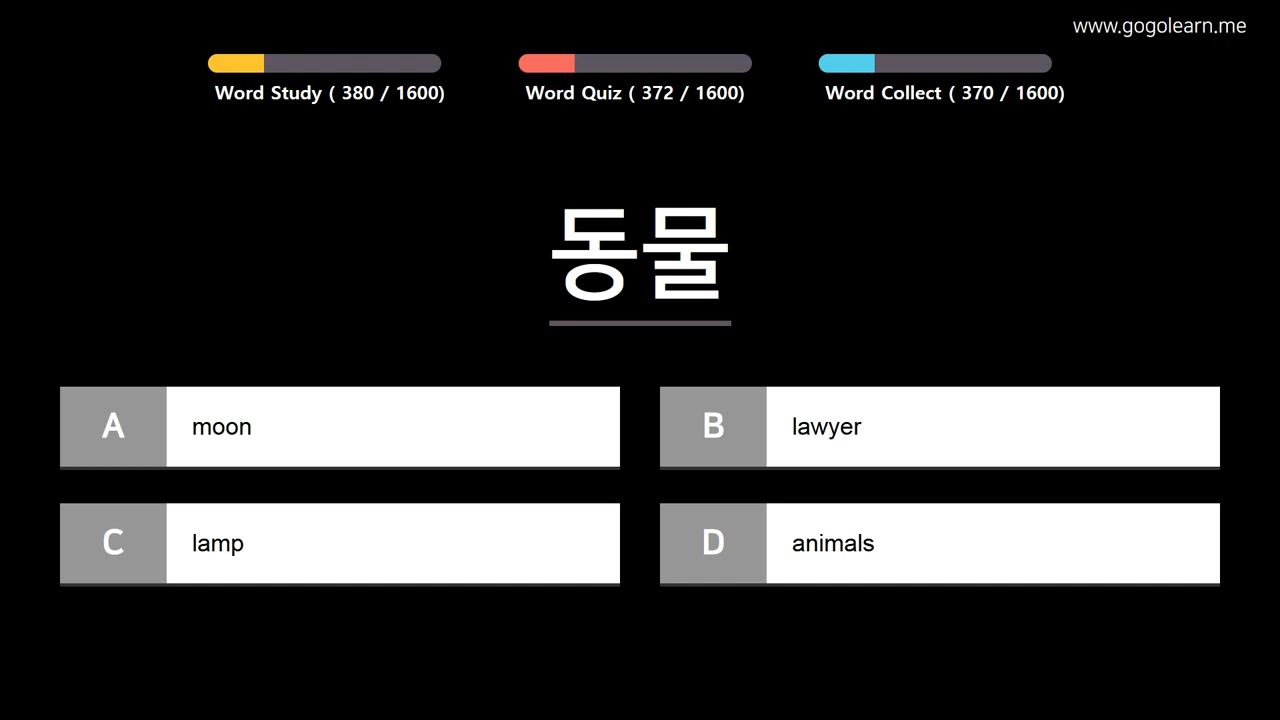 www.gogolearn.me
Word Study ( 380 / 1600)
Word Quiz ( 372 / 1600)
Word Collect ( 370 / 1600)
동물
A moon
B lawyer
C lamp
D animals